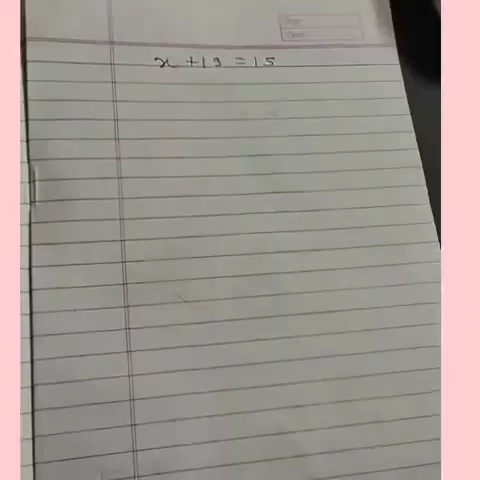 x + 19 = 15